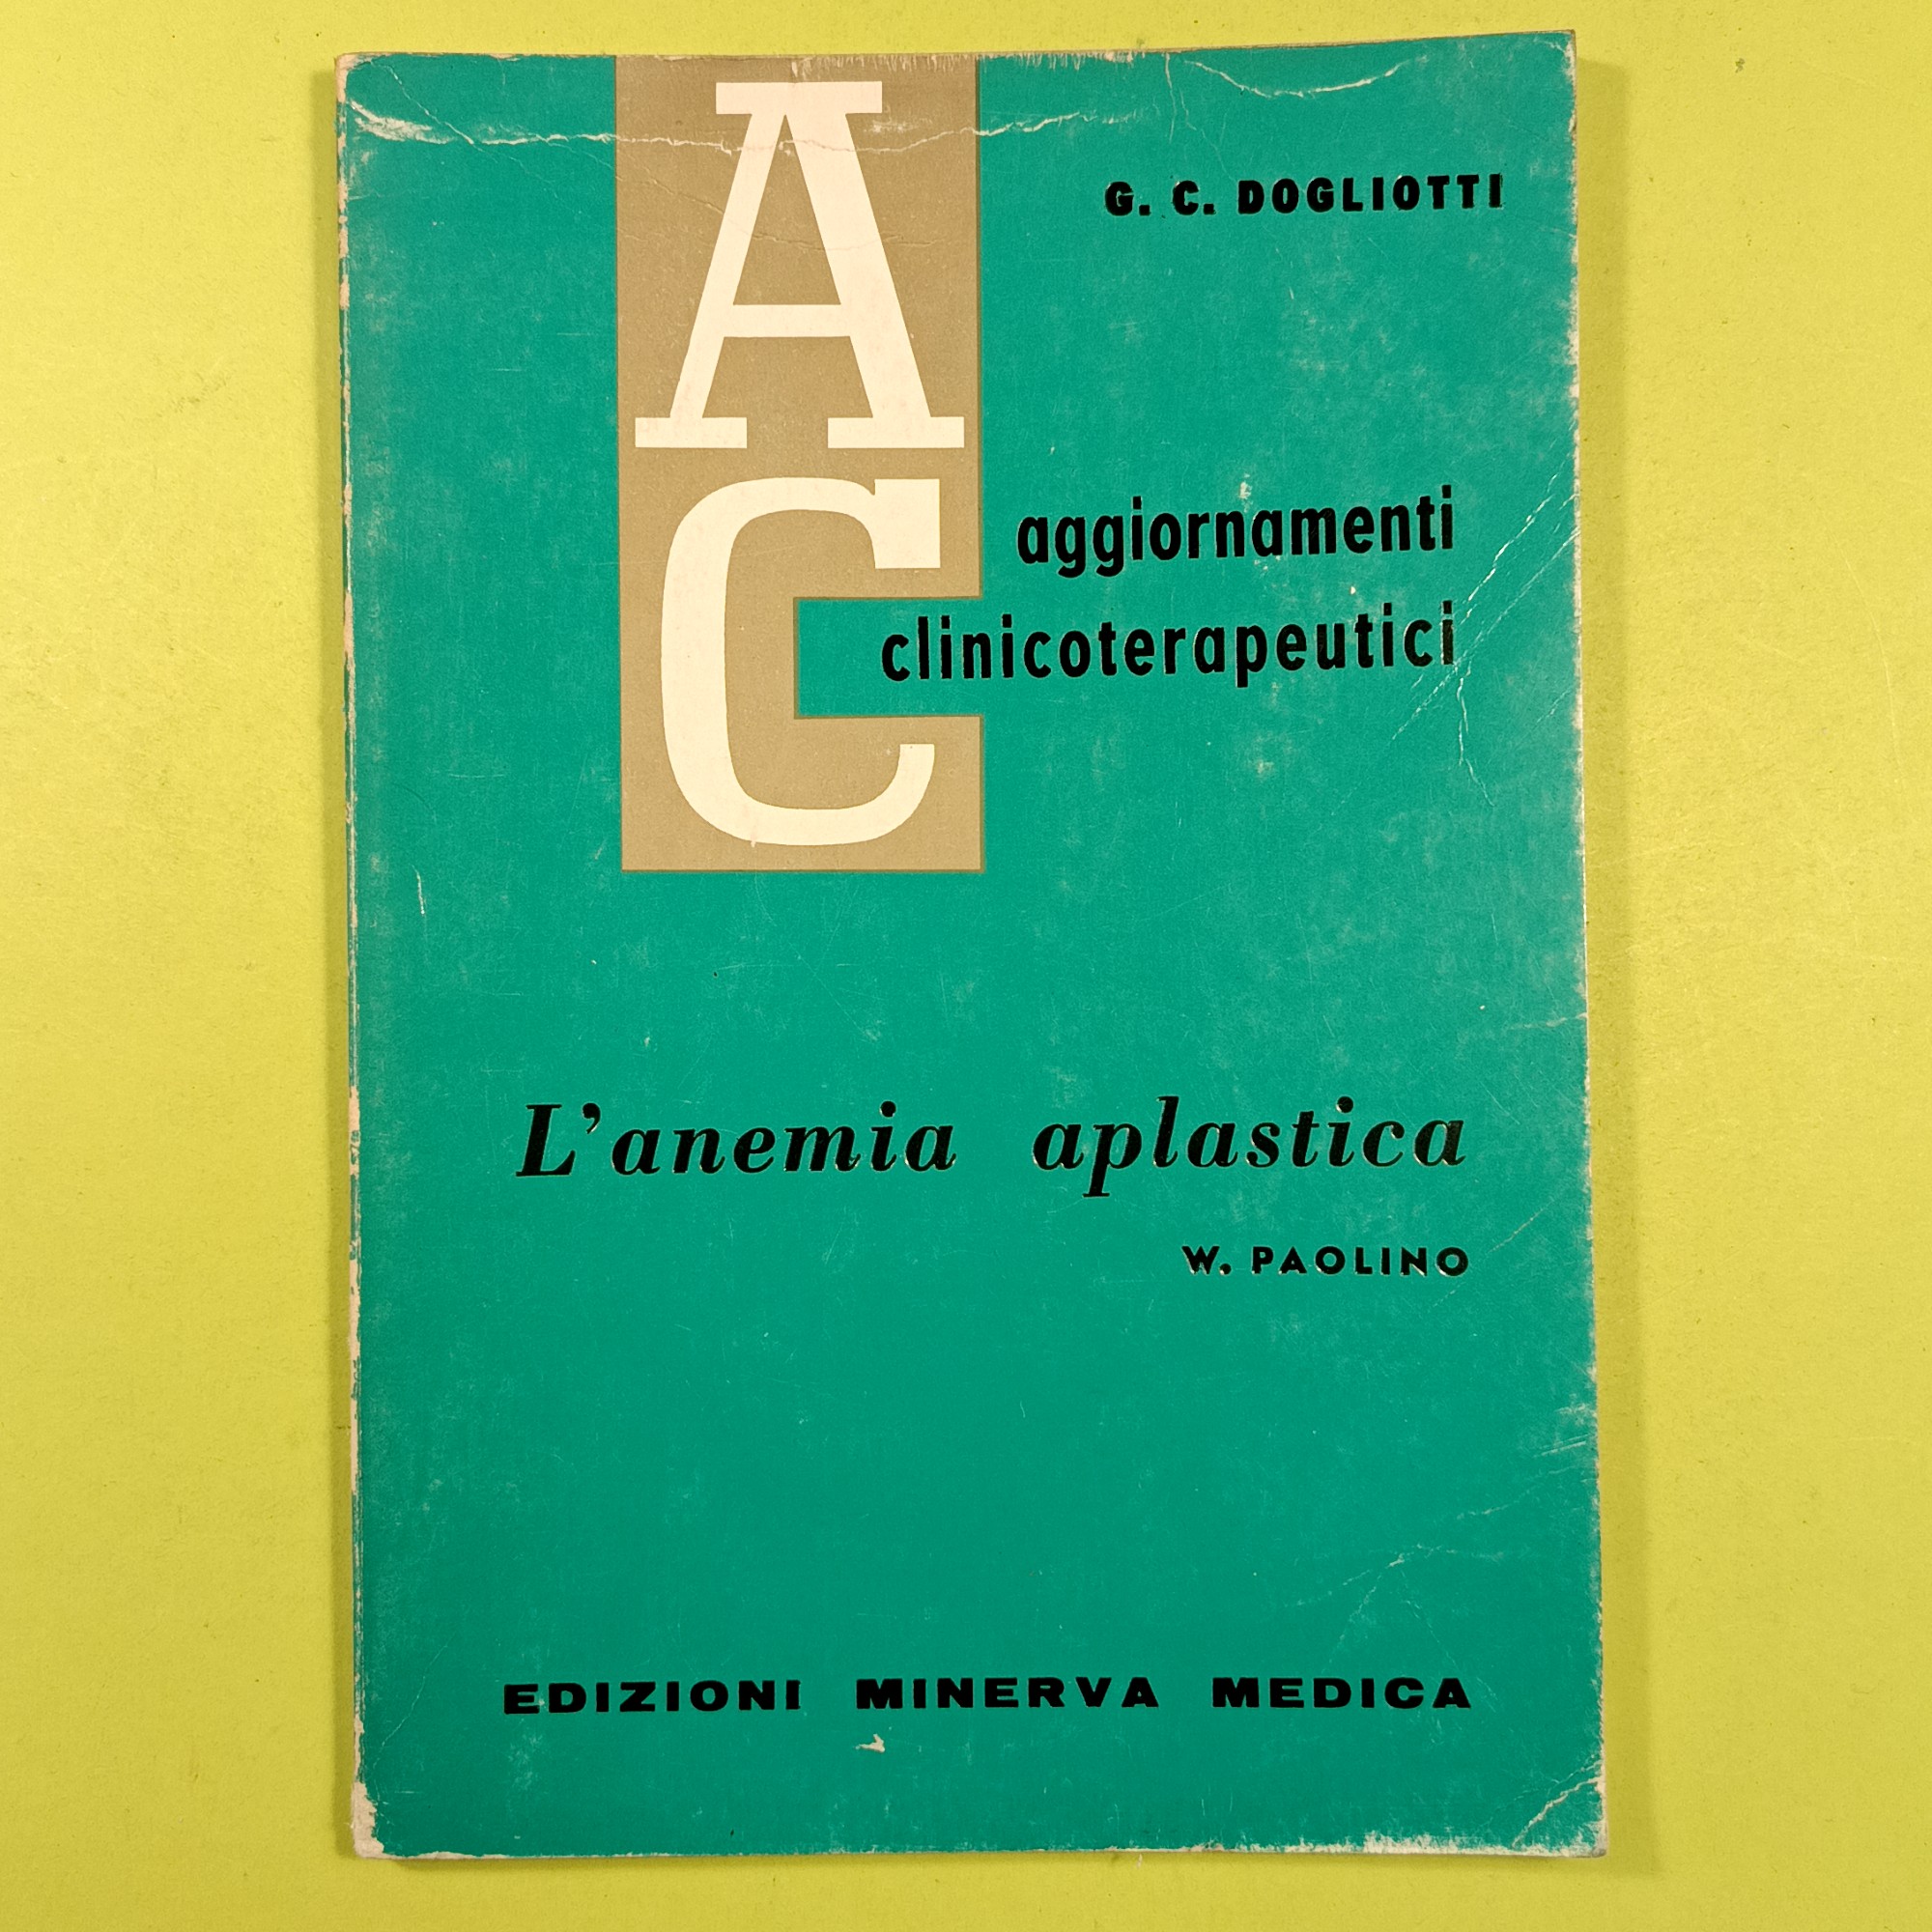 A
C
G. C. DOGLIOTTI
aggiornamenti
clinicoterapeutici
L'anemia aplastica
W. PAOLINO
EDIZIONI MINERVA MEDICA